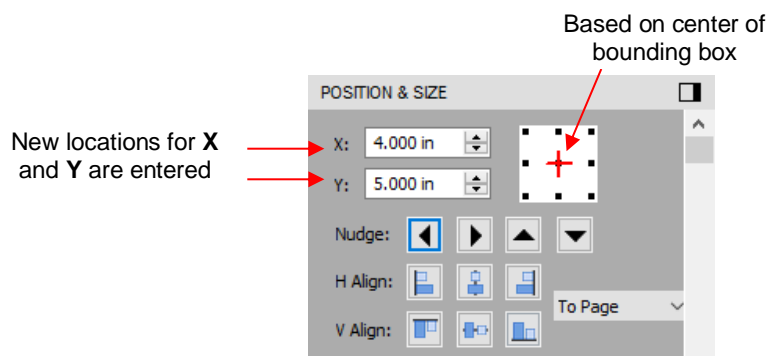 Based on center of
bounding box
POSITION & SIZE
New locations for X
and Y are entered
X: 4.000 in
Y: 5.000 in
Nudge:
H Align:
To Page
V Align: